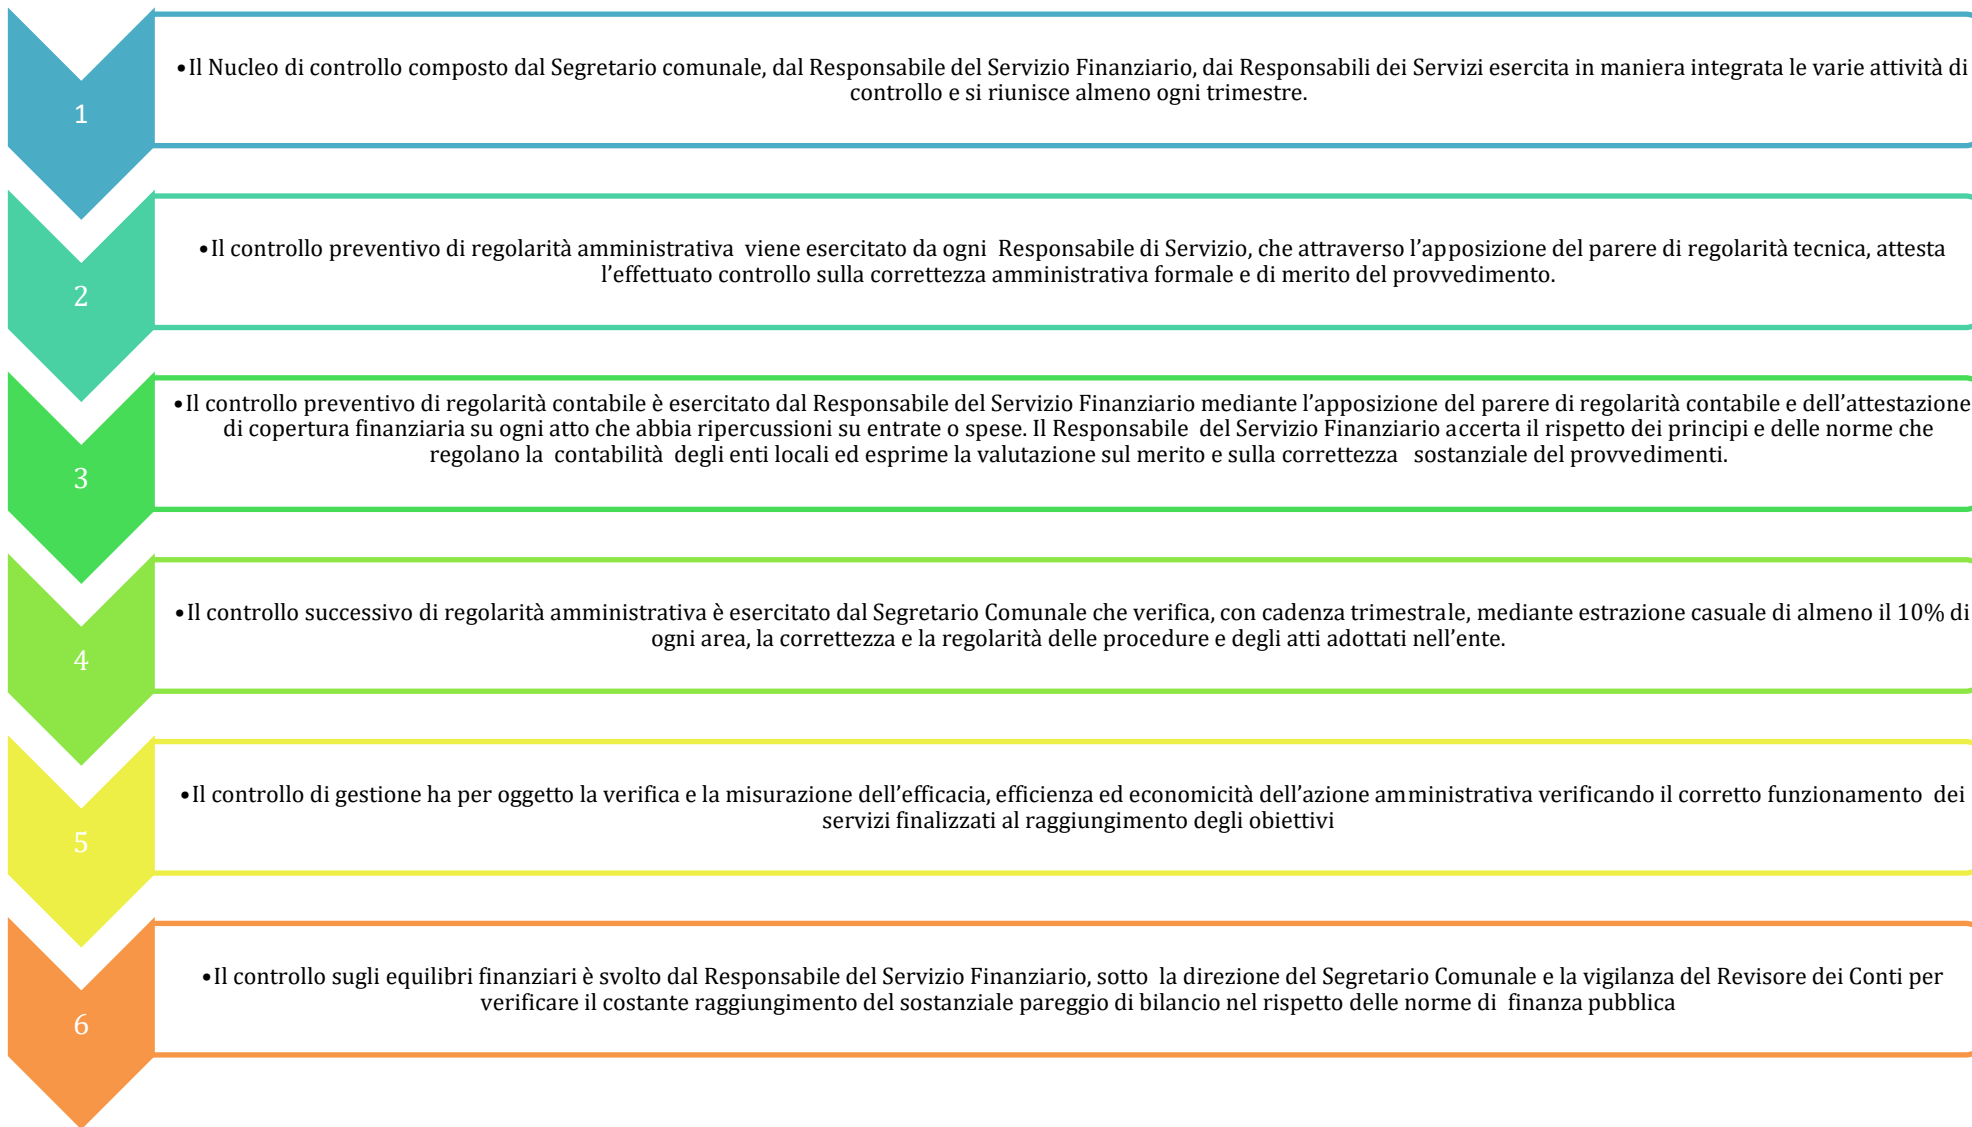 1
•Il Nucleo di controllo composto dal Segretario comunale, dal Responsabile del Servizio Finanziario, dai Responsabili dei Servizi esercita in maniera integrata le varie attività di
controllo e si riunisce almeno ogni trimestre.
2
•Il controllo preventivo di regolarità amministrativa viene esercitato da ogni Responsabile di Servizio, che attraverso l’apposizione del parere di regolarità tecnica, attesta
l’effettuato controllo sulla correttezza amministrativa formale e di merito del provvedimento.
3
•Il controllo preventivo di regolarità contabile è esercitato dal Responsabile del Servizio Finanziario mediante l’apposizione del parere di regolarità contabile e dell’attestazione
di copertura finanziaria su ogni atto che abbia ripercussioni su entrate o spese. Il Responsabile del Servizio Finanziario accerta il rispetto dei principi e delle norme che
regolano la contabilità degli enti locali ed esprime la valutazione sul merito e sulla correttezza sostanziale del provvedimenti.
4
•Il controllo successivo di regolarità amministrativa è esercitato dal Segretario Comunale che verifica, con cadenza trimestrale, mediante estrazione casuale di almeno il 10% di
ogni area, la correttezza e la regolarità delle procedure e degli atti adottati nell’ente.
5
•Il controllo di gestione ha per oggetto la verifica e la misurazione dell’efficacia, efficienza ed economicità dell’azione amministrativa verificando il corretto funzionamento dei
servizi finalizzati al raggiungimento degli obiettivi
6
•Il controllo sugli equilibri finanziari è svolto dal Responsabile del Servizio Finanziario, sotto la direzione del Segretario Comunale e la vigilanza del Revisore dei Conti per
verificare il costante raggiungimento del sostanziale pareggio di bilancio nel rispetto delle norme di finanza pubblica